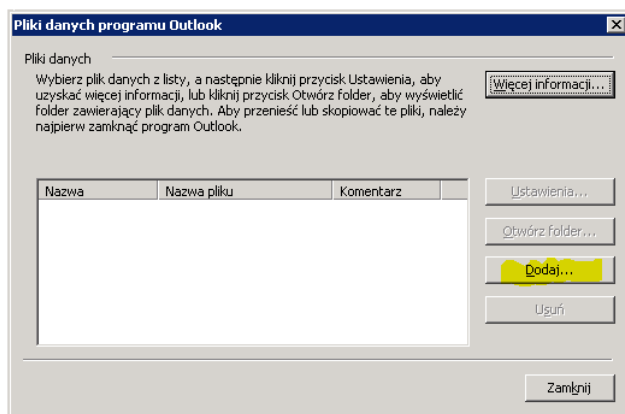 Pliki danych programu Outlook
Pliki danych
Wybierz plik danych z listy, a następnie kliknij przycisk Ustawienia, aby
uzyskać więcej informacji, lub kliknij przycisk Otwórz folder, aby wyświetlić
folder zawierający plik danych. Aby przenieść lub skopiować te pliki, należy
najpierw zamknąć program Outlook.
Więcej informacji...
Nazwa Nazwa pliku Komentarz
Ustawienia...
Otwórz folder...
Dodaj...
Usuń
Zamknij